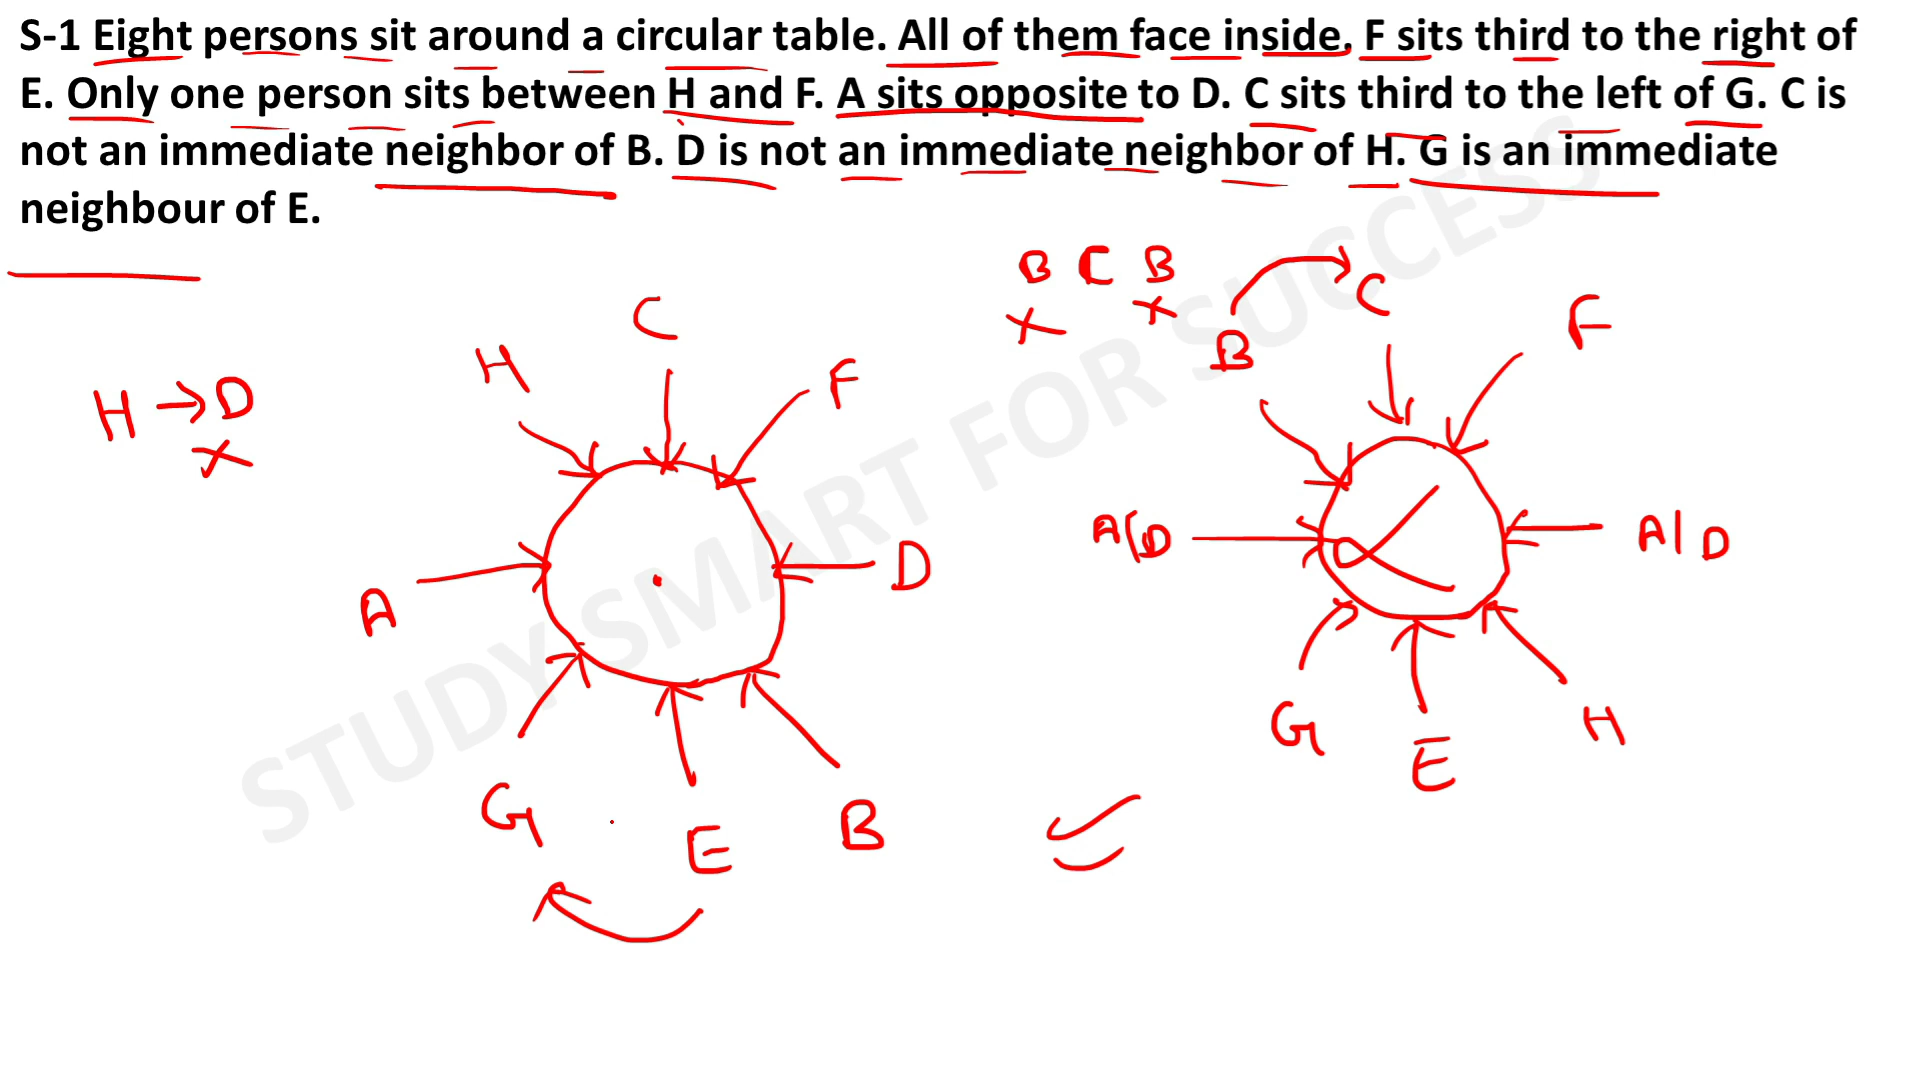 S-1 Eight persons sit around a circular table. All of them face inside. F sits third to the right of
E. Only one person sits between H and F. A sits opposite to D. C sits third to the left of G. C is
not an immediate neighbor of B. D is not an immediate neighbor of H. G is an immediate
neighbour of E.
B C B
C
F
C
H
B
F
H → D
A/D
A/D
D
A
G
H
E
G
E
B
STUDY SMART FOR SUCCESS